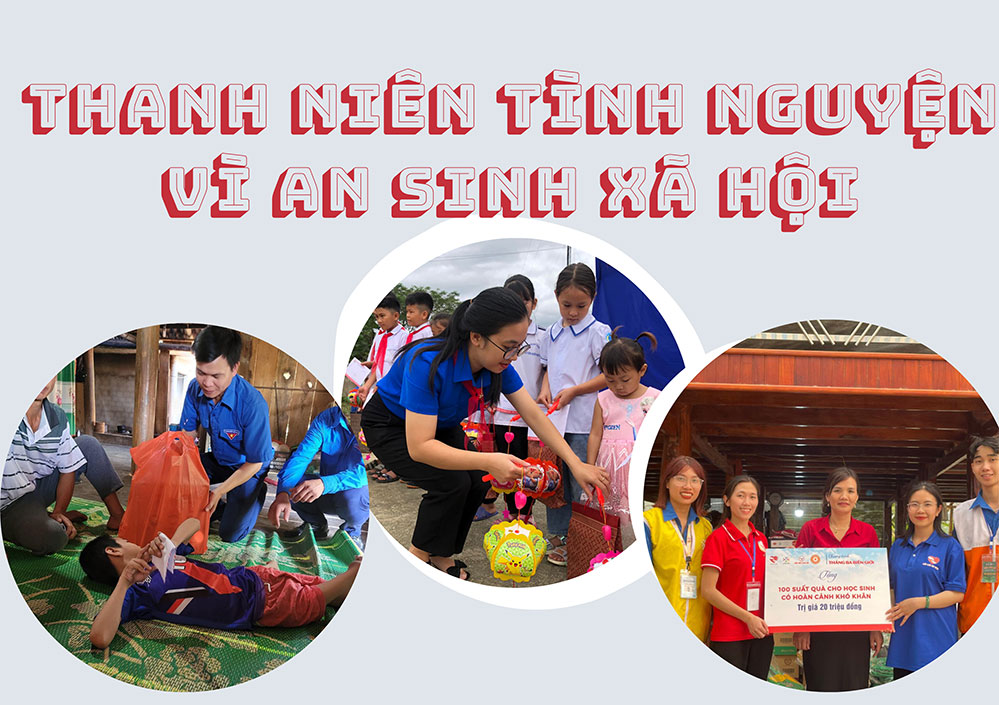 THANH NIÊN TÌNH NGUYỆN
VÌ AN SINH XÃ HỘI
THÁNG BA BIÊN GIỚI
Tặng
100 SUẤT QUÀ CHO HỌC SINH
CÓ HOÀN CẢNH KHÓ KHĂN
Trị giá 20 triệu đồng